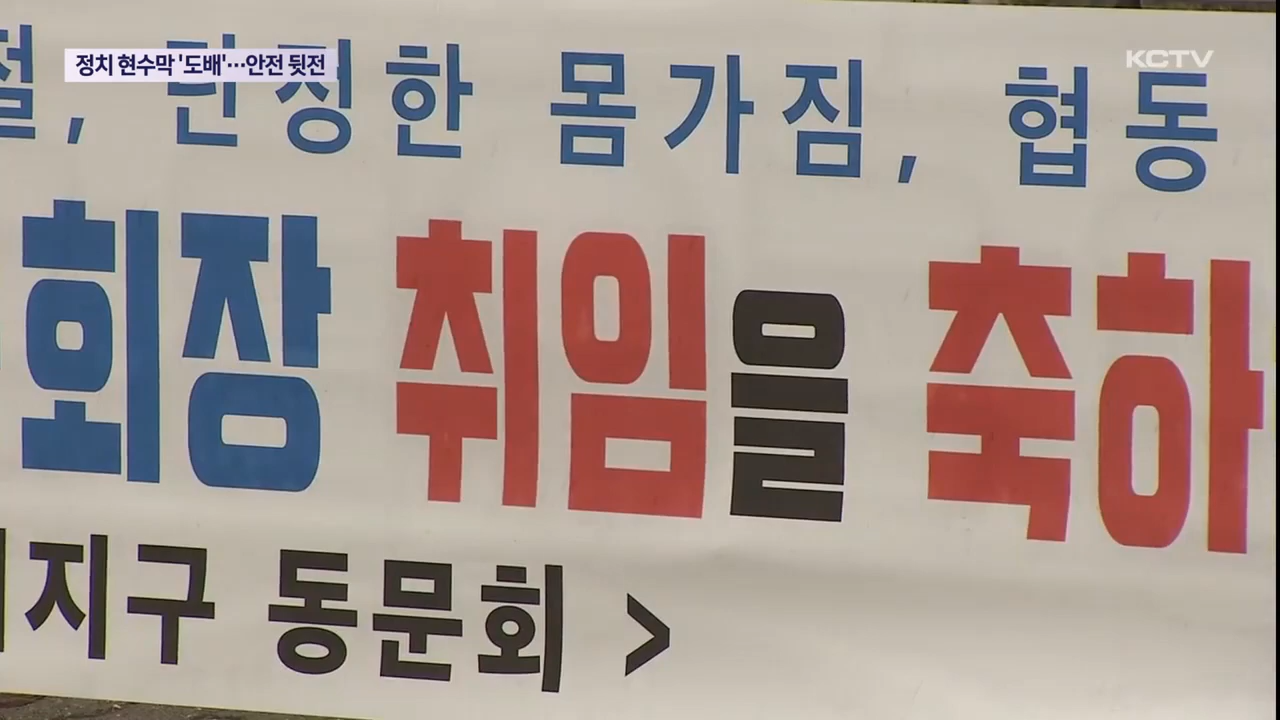 정치 현수막 '도배'…안전 뒷전
KCTV
절, 단정한 몸가짐, 협동
회장 취임을 축하
지구 동문회 >